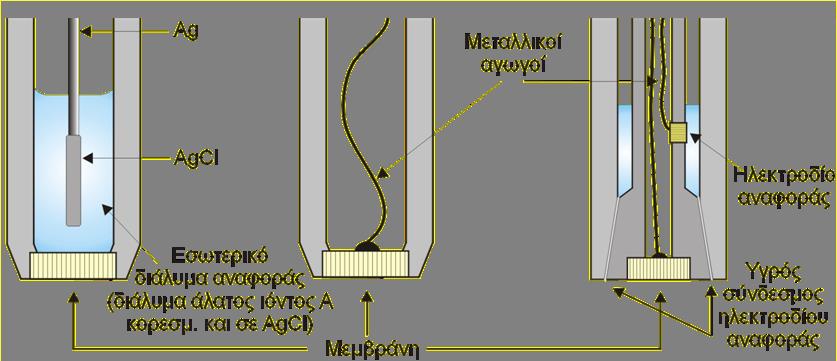 Ag
AgCl
Εσωτερικό
διάλυμα αναφοράς
(διάλυμα άλατος ιόντος Α
κορεσμ. και σε AgCl)
Μεταλλικοί
αγωγοί
Ηλεκτροδίο
αναφοράς
Υγρός
σύνδεσμος
ηλεκτροδίου
αναφοράς
Μεμβράνη